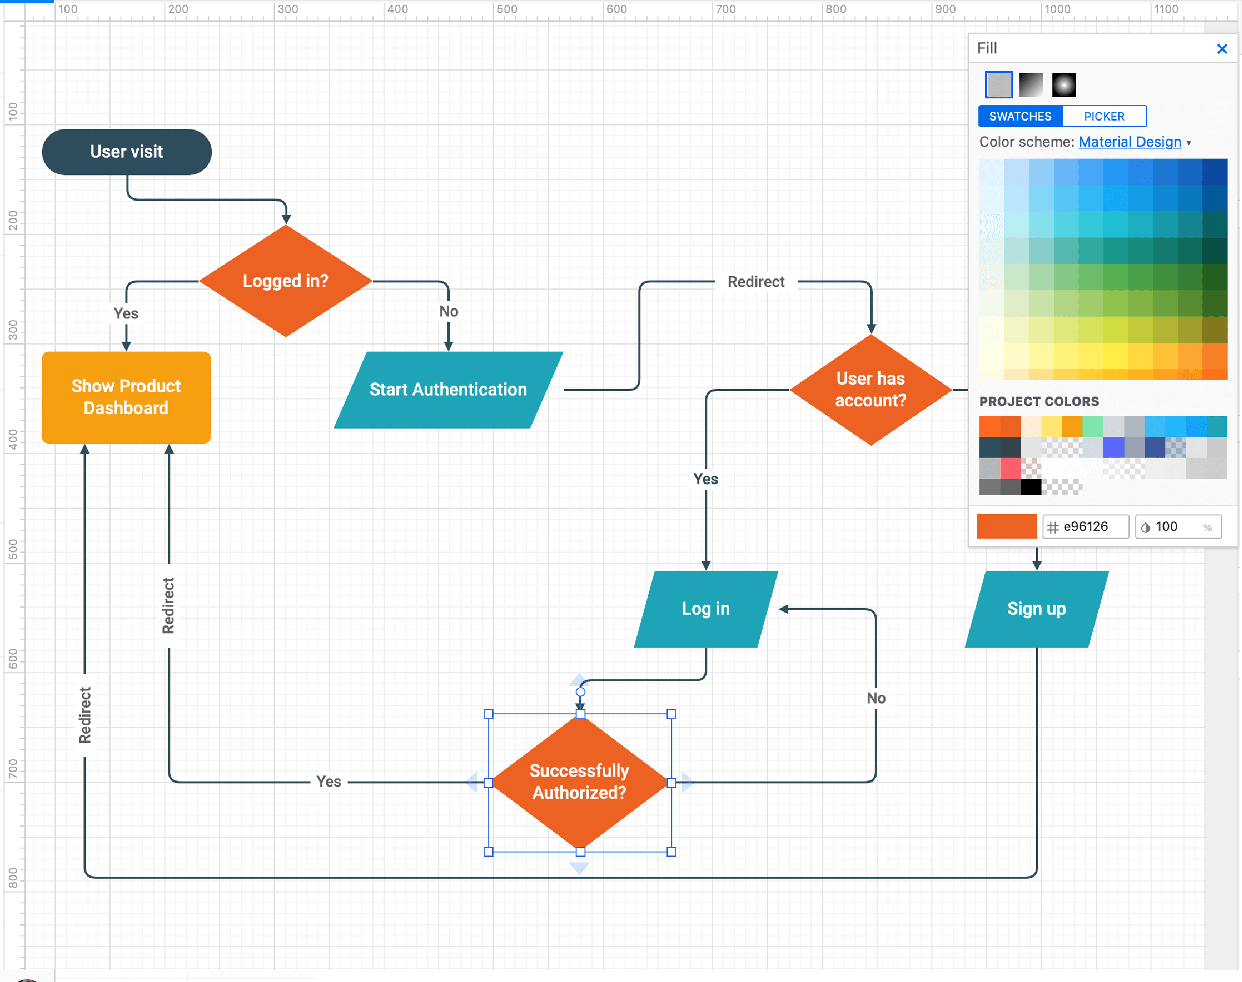 100
200
300
400
500
600
700
800
900
1000
1100
Fill
SWATCHES
PICKER
Color scheme: Material Design
PROJECT COLORS
# e96126
100 %
100
200
300
400
500
600
700
800
User visit
Logged in?
Yes
No
Redirect
Show Product
Dashboard
Start Authentication
User has
account?
Yes
Redirect
Log in
Sign up
Redirect
No
Yes
Successfully
Authorized?